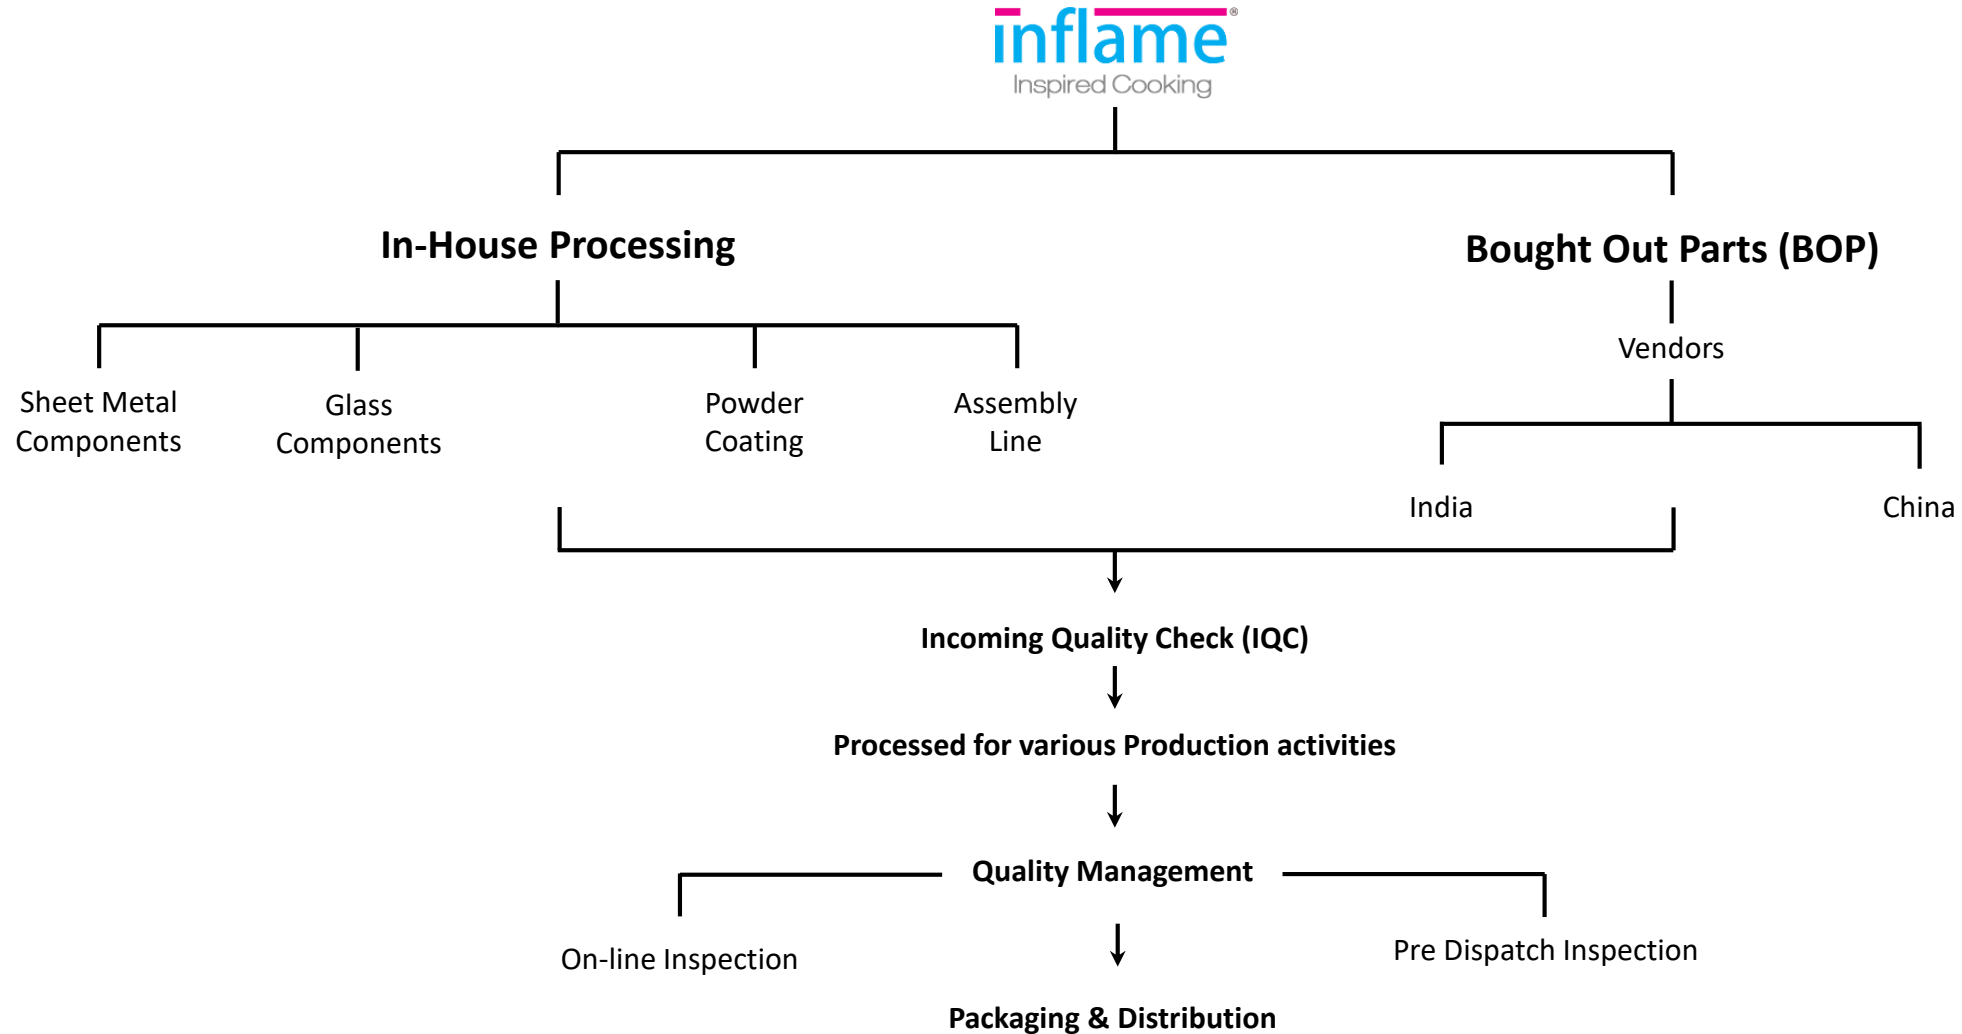 inflame®
Inspired Cooking
In-House Processing
Bought Out Parts (BOP)
Vendors
Sheet Metal
Components
Glass
Components
Powder
Coating
Assembly
Line
India
China
Incoming Quality Check (IQC)
Processed for various Production activities
Quality Management
On-line Inspection
Pre Dispatch Inspection
Packaging & Distribution